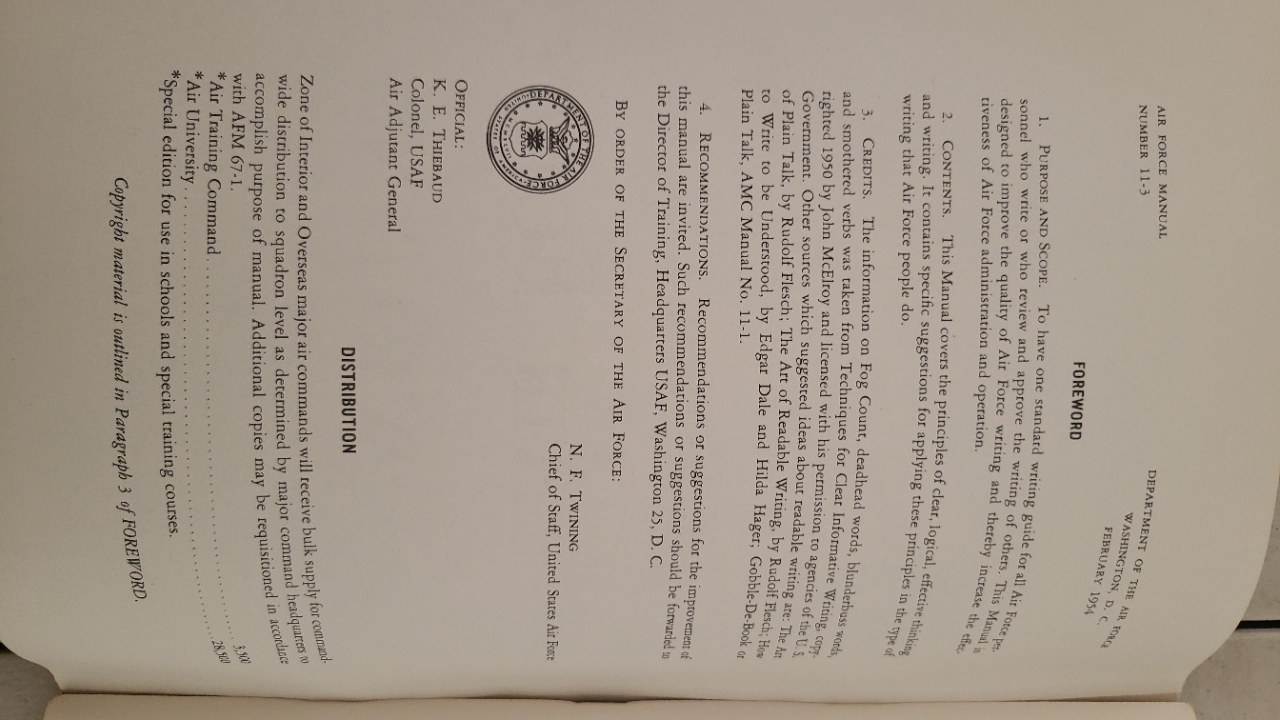 AIR FORCE MANUAL
NUMBER 11-3
DEPARTMENT OF THE AIR FORCE
WASHINGTON, D. C.
FEBRUARY 1954
FOREWORD
1. PURPOSE AND SCOPE. To have one standard writing guide for all Air Force per-
sonnel who write or who review and approve the writing of others. This Manual is
designed to improve the quality of Air Force writing and thereby increase the effec-
tiveness of Air Force administration and operation.
2. CONTENTS. This Manual covers the principles of clear, logical, effective thinking
and writing. It contains specific suggestions for applying these principles in the type of
writing that Air Force people do.
3. CREDITS. The information on Fog Count, deadhead words, blunderbuss words,
and smothered verbs was taken from Techniques for Clear Informative Writing, copy-
righted 1950 by John McElroy and licensed with his permission to agencies of the U. S.
Government. Other sources which suggested ideas about readable writing are: The Art
of Plain Talk, by Rudolf Flesch; The Art of Readable Writing, by Rudolf Flesch; How
to Write to be Understood, by Edgar Dale and Hilda Hager; Gobble-De-Book or
Plain Talk, AMC Manual No. 11-1.
4. RECOMMENDATIONS. Recommendations or suggestions for the improvement of
this manual are invited. Such recommendations or suggestions should be forwarded to
the Director of Training, Headquarters USAF, Washington 25, D. C.
BY ORDER OF THE SECRETARY OF THE AIR FORCE:
N. F. TWINING
Chief of Staff, United States Air Force
DEPARTMENT OF THE AIR FORCE
UNITED STATES OF AMERICA
OFFICIAL:
K. E. THIEBAUD
Colonel, USAF
Air Adjutant General
DISTRIBUTION
Zone of Interior and Overseas major air commands will receive bulk supply for command-
wide distribution to squadron level as determined by major command headquarters to
accomplish purpose of manual. Additional copies may be requisitioned in accordance
with AFM 67-1.
*Air Training Command . . . . . . . . . . 3,500
*Air University . . . . . . . . . . 28,500
*Special edition for use in schools and special training courses.
Copyright material is outlined in Paragraph 3 of FOREWORD.